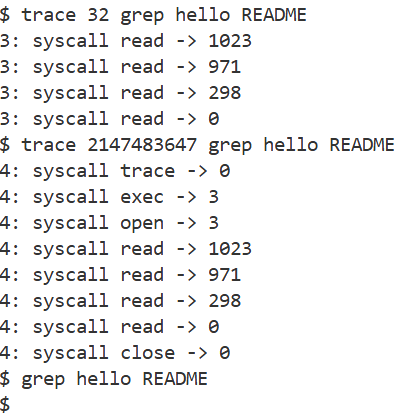 $ trace 32 grep hello README
3: syscall read -> 1023
3: syscall read -> 971
3: syscall read -> 298
3: syscall read -> 0
$ trace 2147483647 grep hello README
4: syscall trace -> 0
4: syscall exec -> 3
4: syscall open -> 3
4: syscall read -> 1023
4: syscall read -> 971
4: syscall read -> 298
4: syscall read -> 0
4: syscall close -> 0
$ grep hello README
$